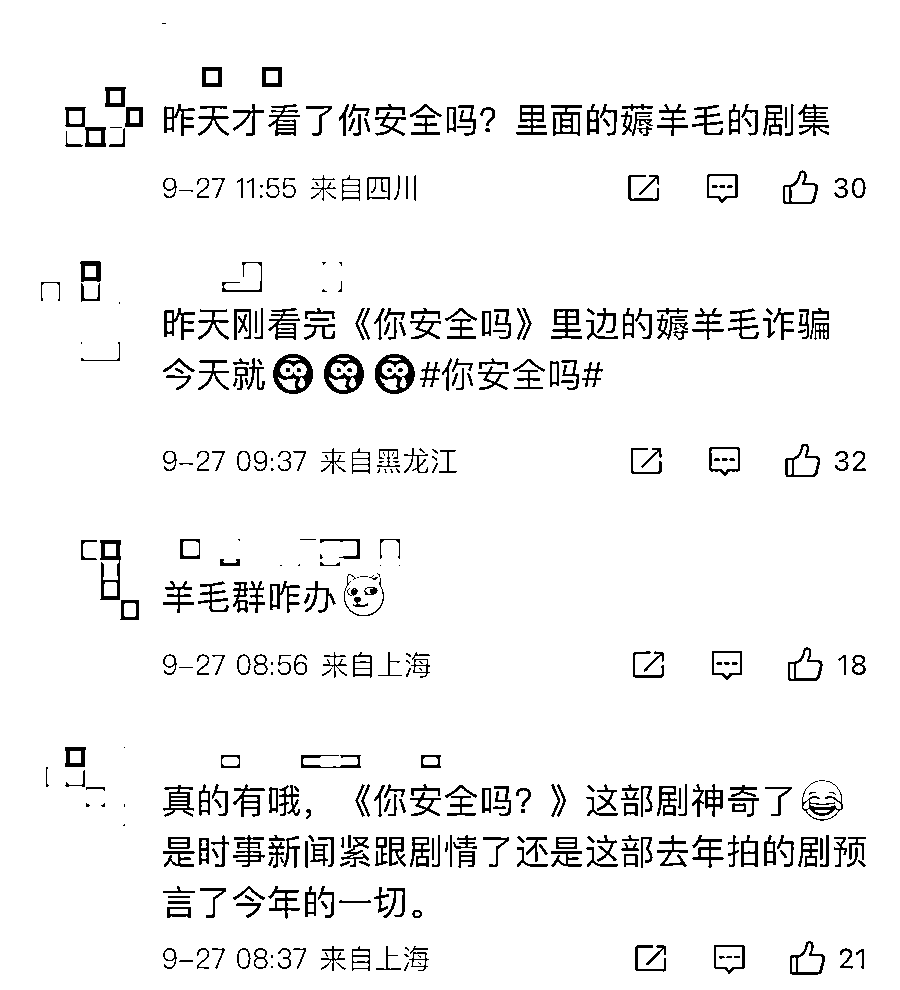 昨天才看了你安全吗？里面的薅羊毛的剧集
9-27 11:55 来自四川 30
昨天刚看完《你安全吗》里边的薅羊毛诈骗
今天就#你安全吗#
9-27 09:37 来自黑龙江 32
羊毛群咋办
9-27 08:56 来自上海 18
真的有哦，《你安全吗？》这部剧神奇了
是时事新闻紧跟剧情了还是这部去年拍的剧预
言了今年的一切。
9-27 08:37 来自上海 21